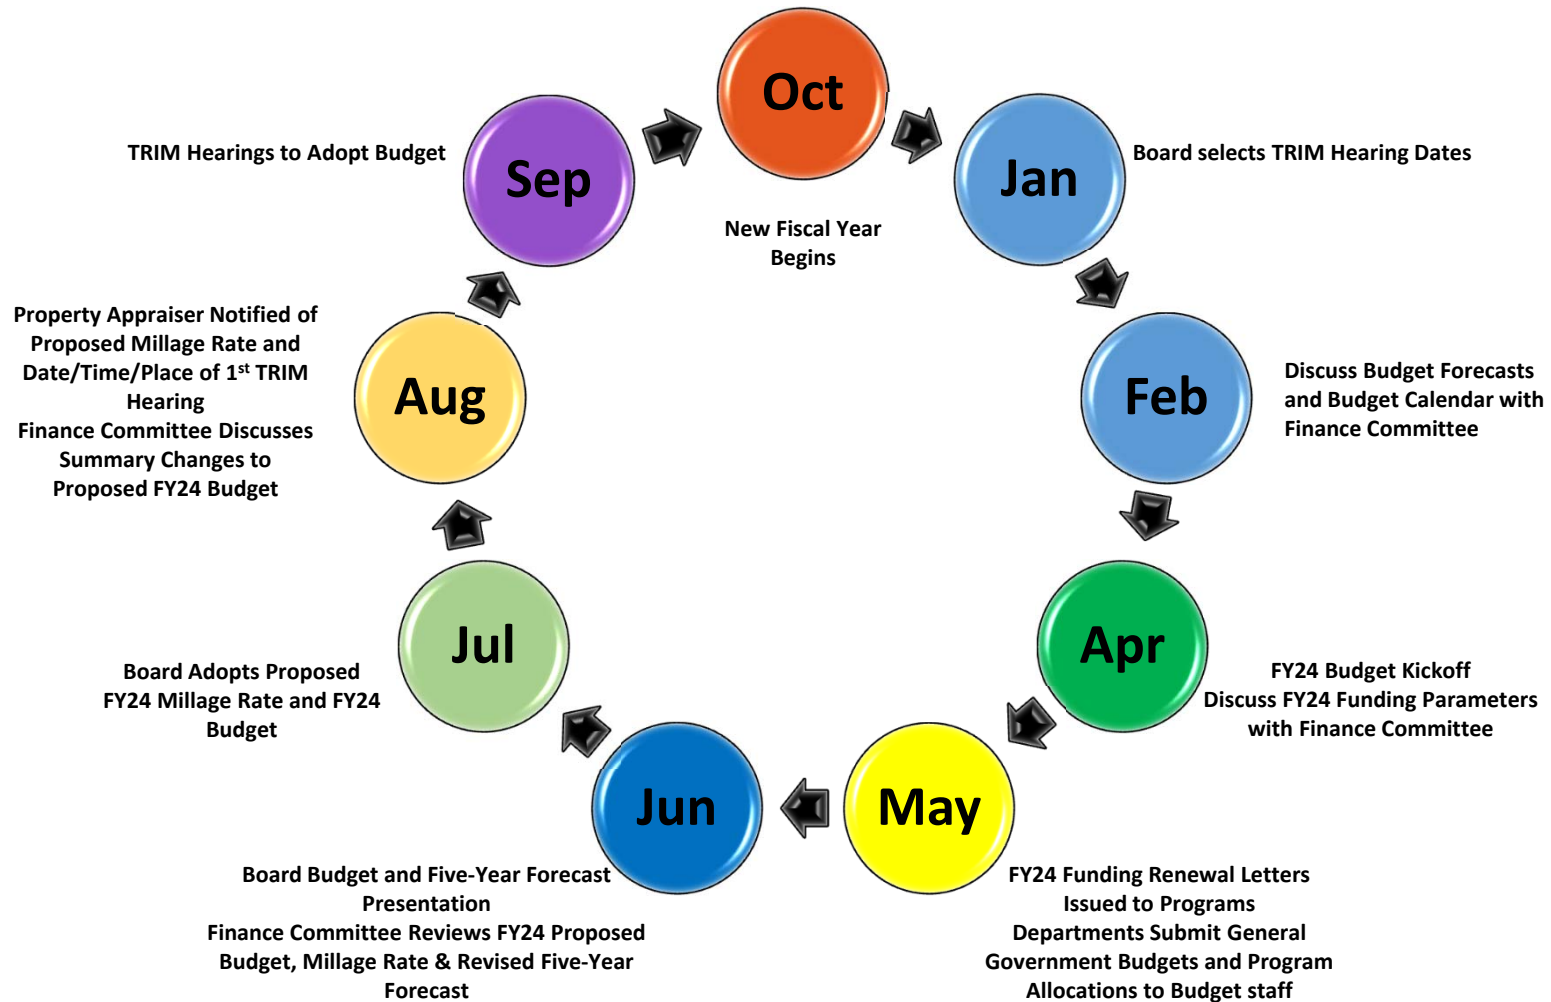 Oct
New Fiscal Year
Begins
Jan
Board selects TRIM Hearing Dates
Feb
Discuss Budget Forecasts
and Budget Calendar with
Finance Committee
Apr
FY24 Budget Kickoff
Discuss FY24 Funding Parameters
with Finance Committee
May
FY24 Funding Renewal Letters
Issued to Programs
Departments Submit General
Government Budgets and Program
Allocations to Budget staff
Jun
Board Budget and Five-Year Forecast
Presentation
Finance Committee Reviews FY24 Proposed
Budget, Millage Rate & Revised Five-Year
Forecast
Jul
Board Adopts Proposed
FY24 Millage Rate and FY24
Budget
Aug
Property Appraiser Notified of
Proposed Millage Rate and
Date/Time/Place of 1st TRIM
Hearing
Finance Committee Discusses
Summary Changes to
Proposed FY24 Budget
Sep
TRIM Hearings to Adopt Budget